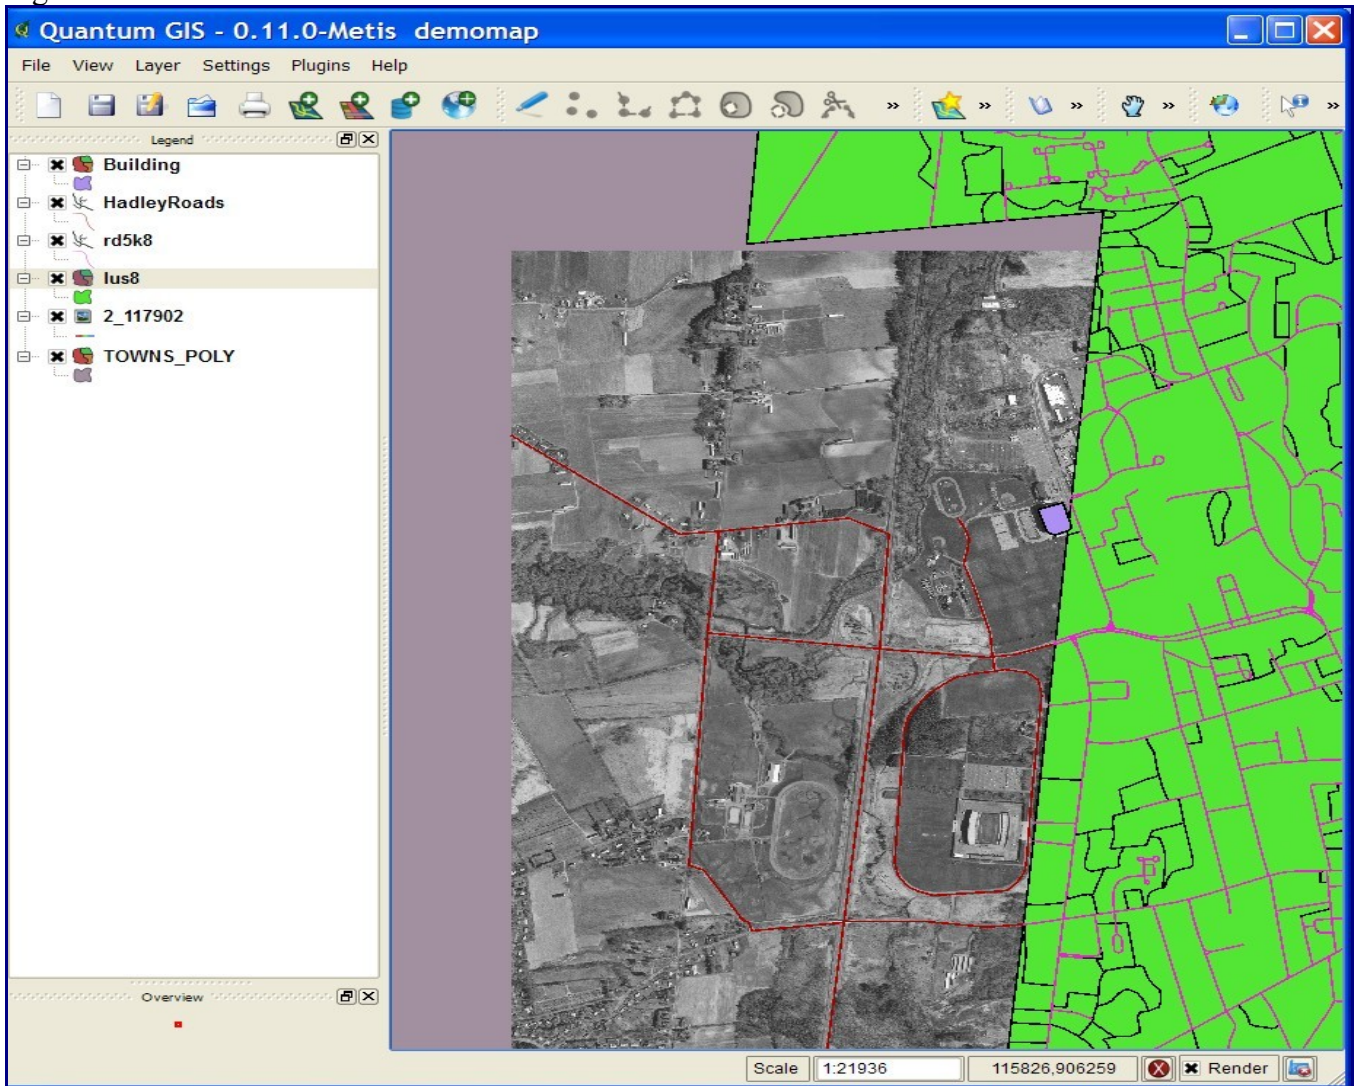 Quantum GIS - 0.11.0-Metis demomap
File View Layer Settings Plugins Help
» » » » »
Legend
Building
HadleyRoads
rd5k8
lus8
2_117902
TOWNS_POLY
Overview
Scale 1:21936 115826,906259 Render